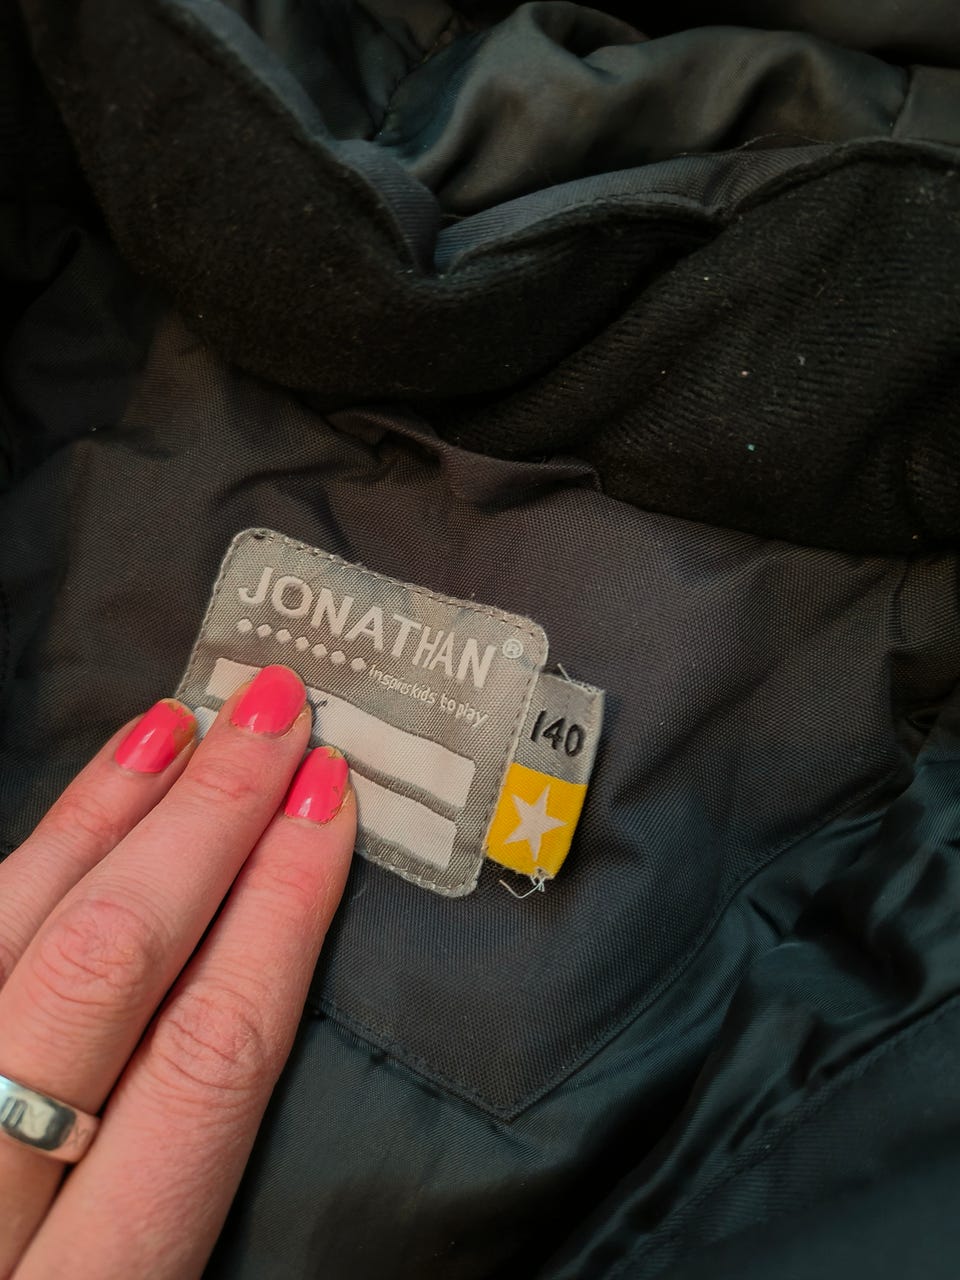 JONATHAN®
Inspires kids to play
140